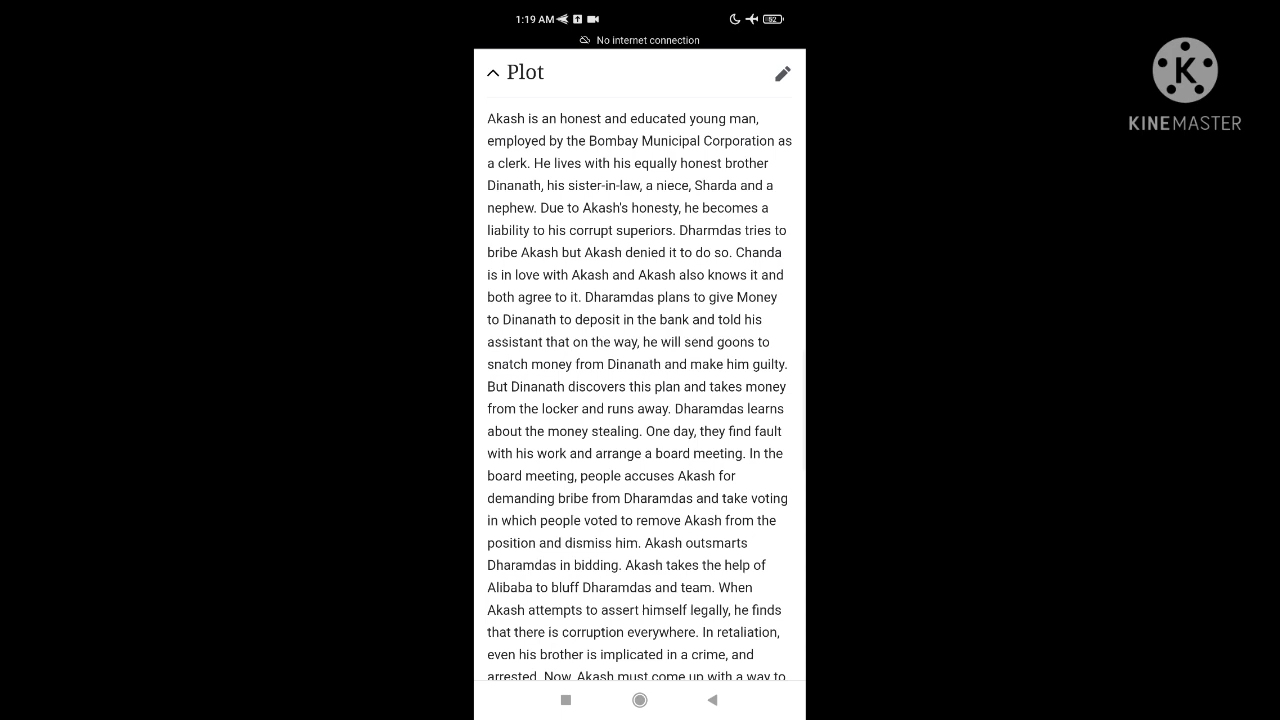 1:19 AM
52
No internet connection
K
KINEMASTER
Plot
Akash is an honest and educated young man,
employed by the Bombay Municipal Corporation as
a clerk. He lives with his equally honest brother
Dinanath, his sister-in-law, a niece, Sharda and a
nephew. Due to Akash's honesty, he becomes a
liability to his corrupt superiors. Dharmdas tries to
bribe Akash but Akash denied it to do so. Chanda
is in love with Akash and Akash also knows it and
both agree to it. Dharamdas plans to give Money
to Dinanath to deposit in the bank and told his
assistant that on the way, he will send goons to
snatch money from Dinanath and make him guilty.
But Dinanath discovers this plan and takes money
from the locker and runs away. Dharamdas learns
about the money stealing. One day, they find fault
with his work and arrange a board meeting. In the
board meeting, people accuses Akash for
demanding bribe from Dharamdas and take voting
in which people voted to remove Akash from the
position and dismiss him. Akash outsmarts
Dharamdas in bidding. Akash takes the help of
Alibaba to bluff Dharamdas and team. When
Akash attempts to assert himself legally, he finds
that there is corruption everywhere. In retaliation,
even his brother is implicated in a crime, and
arrested. Now, Akash must come up with a way to